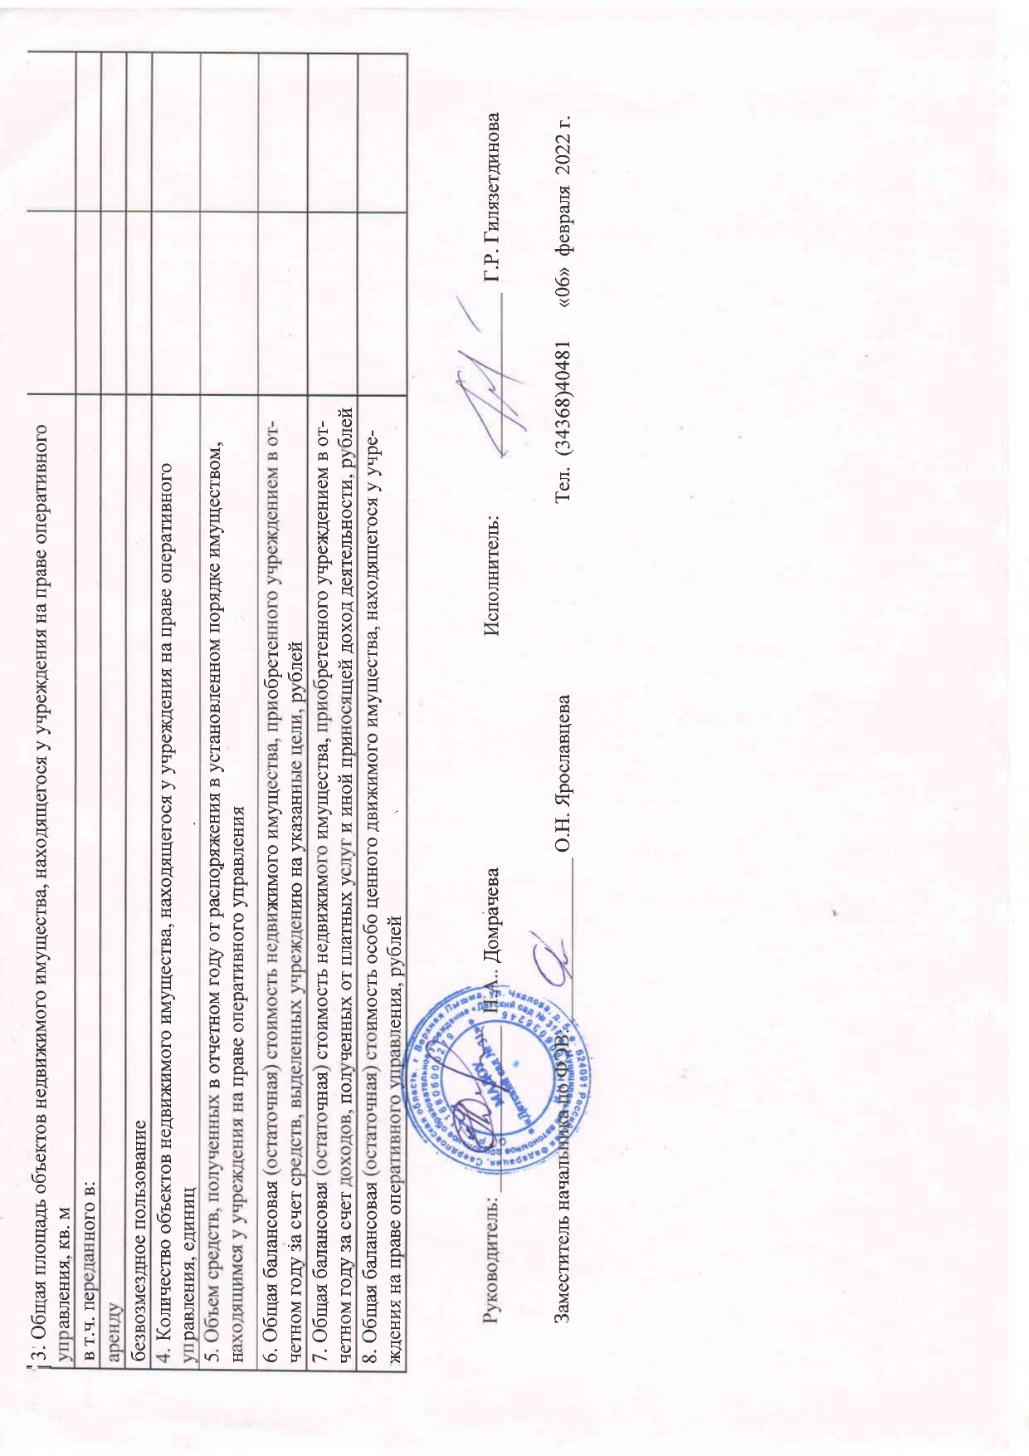 3. Общая площадь объектов недвижимого имущества, находящегося у учреждения на праве оперативного
управления, кв. м
в т.ч. переданного в:
аренду
безвозмездное пользование
4. Количество объектов недвижимого имущества, находящегося у учреждения на праве оперативного
управления, единиц
5. Объем средств, полученных в отчетном году от распоряжения в установленном порядке имуществом,
находящимся у учреждения на праве оперативного управления
6. Общая балансовая (остаточная) стоимость недвижимого имущества, приобретенного учреждением в от-
четном году за счет средств, выделенных учреждению на указанные цели, рублей
7. Общая балансовая (остаточная) стоимость недвижимого имущества, приобретенного учреждением в от-
четном году за счет доходов, полученных от платных услуг и иной приносящей доход деятельности, рублей
8. Общая балансовая (остаточная) стоимость особо ценного движимого имущества, находящегося у учре-
ждения на праве оперативного управления, рублей
Руководитель: Н.А.. Домрачева Исполнитель: Г.Р. Гилязетдинова
Заместитель начальника по ФЭВ: О.Н. Ярославцева Тел. (34368)40481 «06» февраля 2022 г.
МАДОУ
«Детский сад №